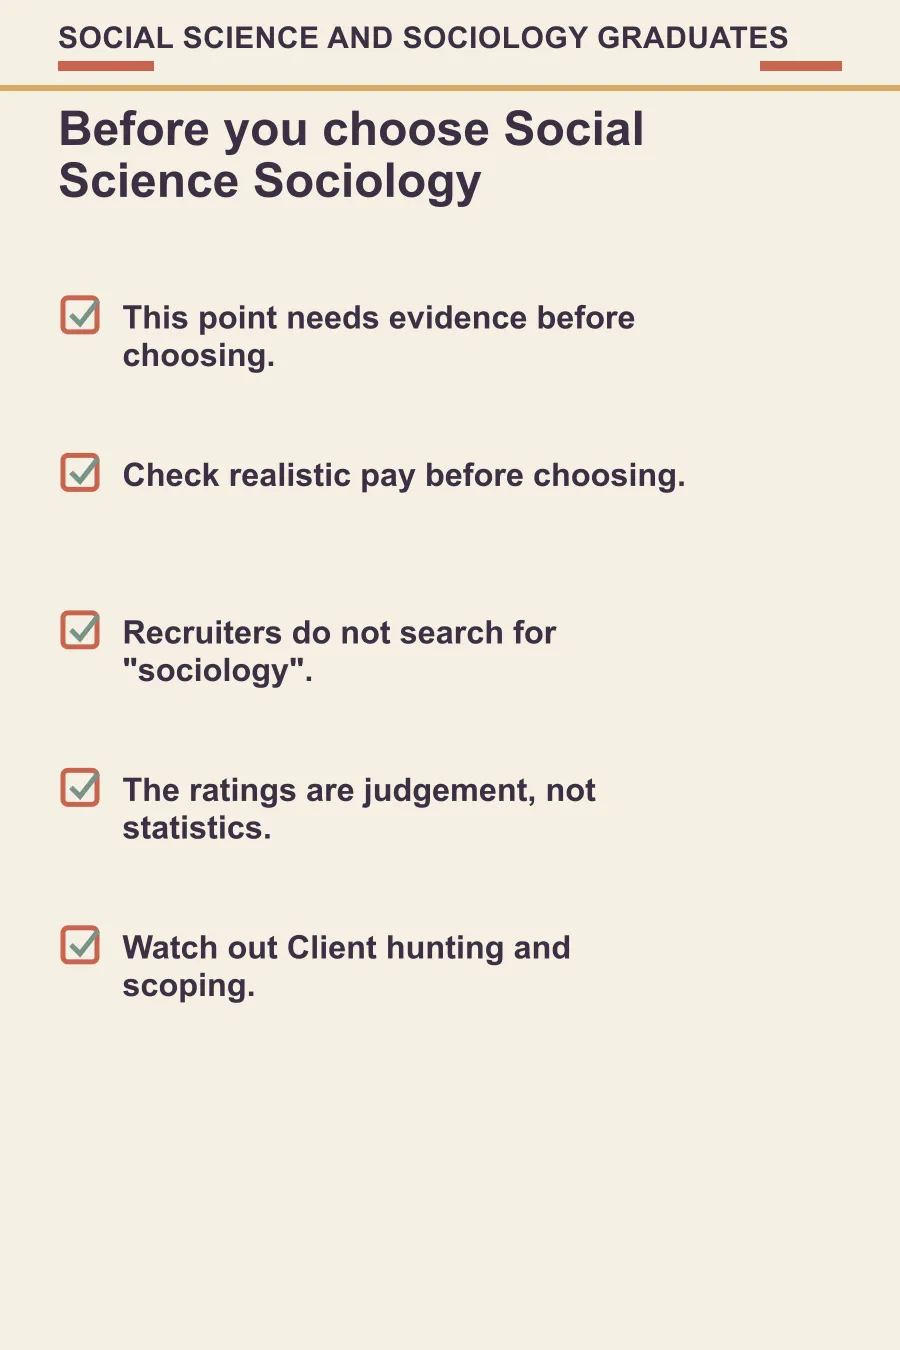 SOCIAL SCIENCE AND SOCIOLOGY GRADUATES
Before you choose Social
Science Sociology
This point needs evidence before
choosing.
Check realistic pay before choosing.
Recruiters do not search for
"sociology".
The ratings are judgement, not
statistics.
Watch out Client hunting and
scoping.